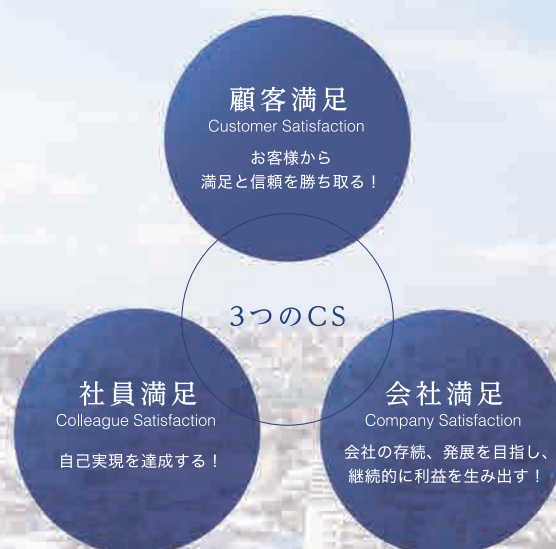 顧客満足
Customer Satisfaction
お客様から
満足と信頼を勝ち取る！
3つのCS
社員満足
Colleague Satisfaction
自己実現を達成する！
会社満足
Company Satisfaction
会社の存続、発展を目指し、
継続的に利益を生み出す！